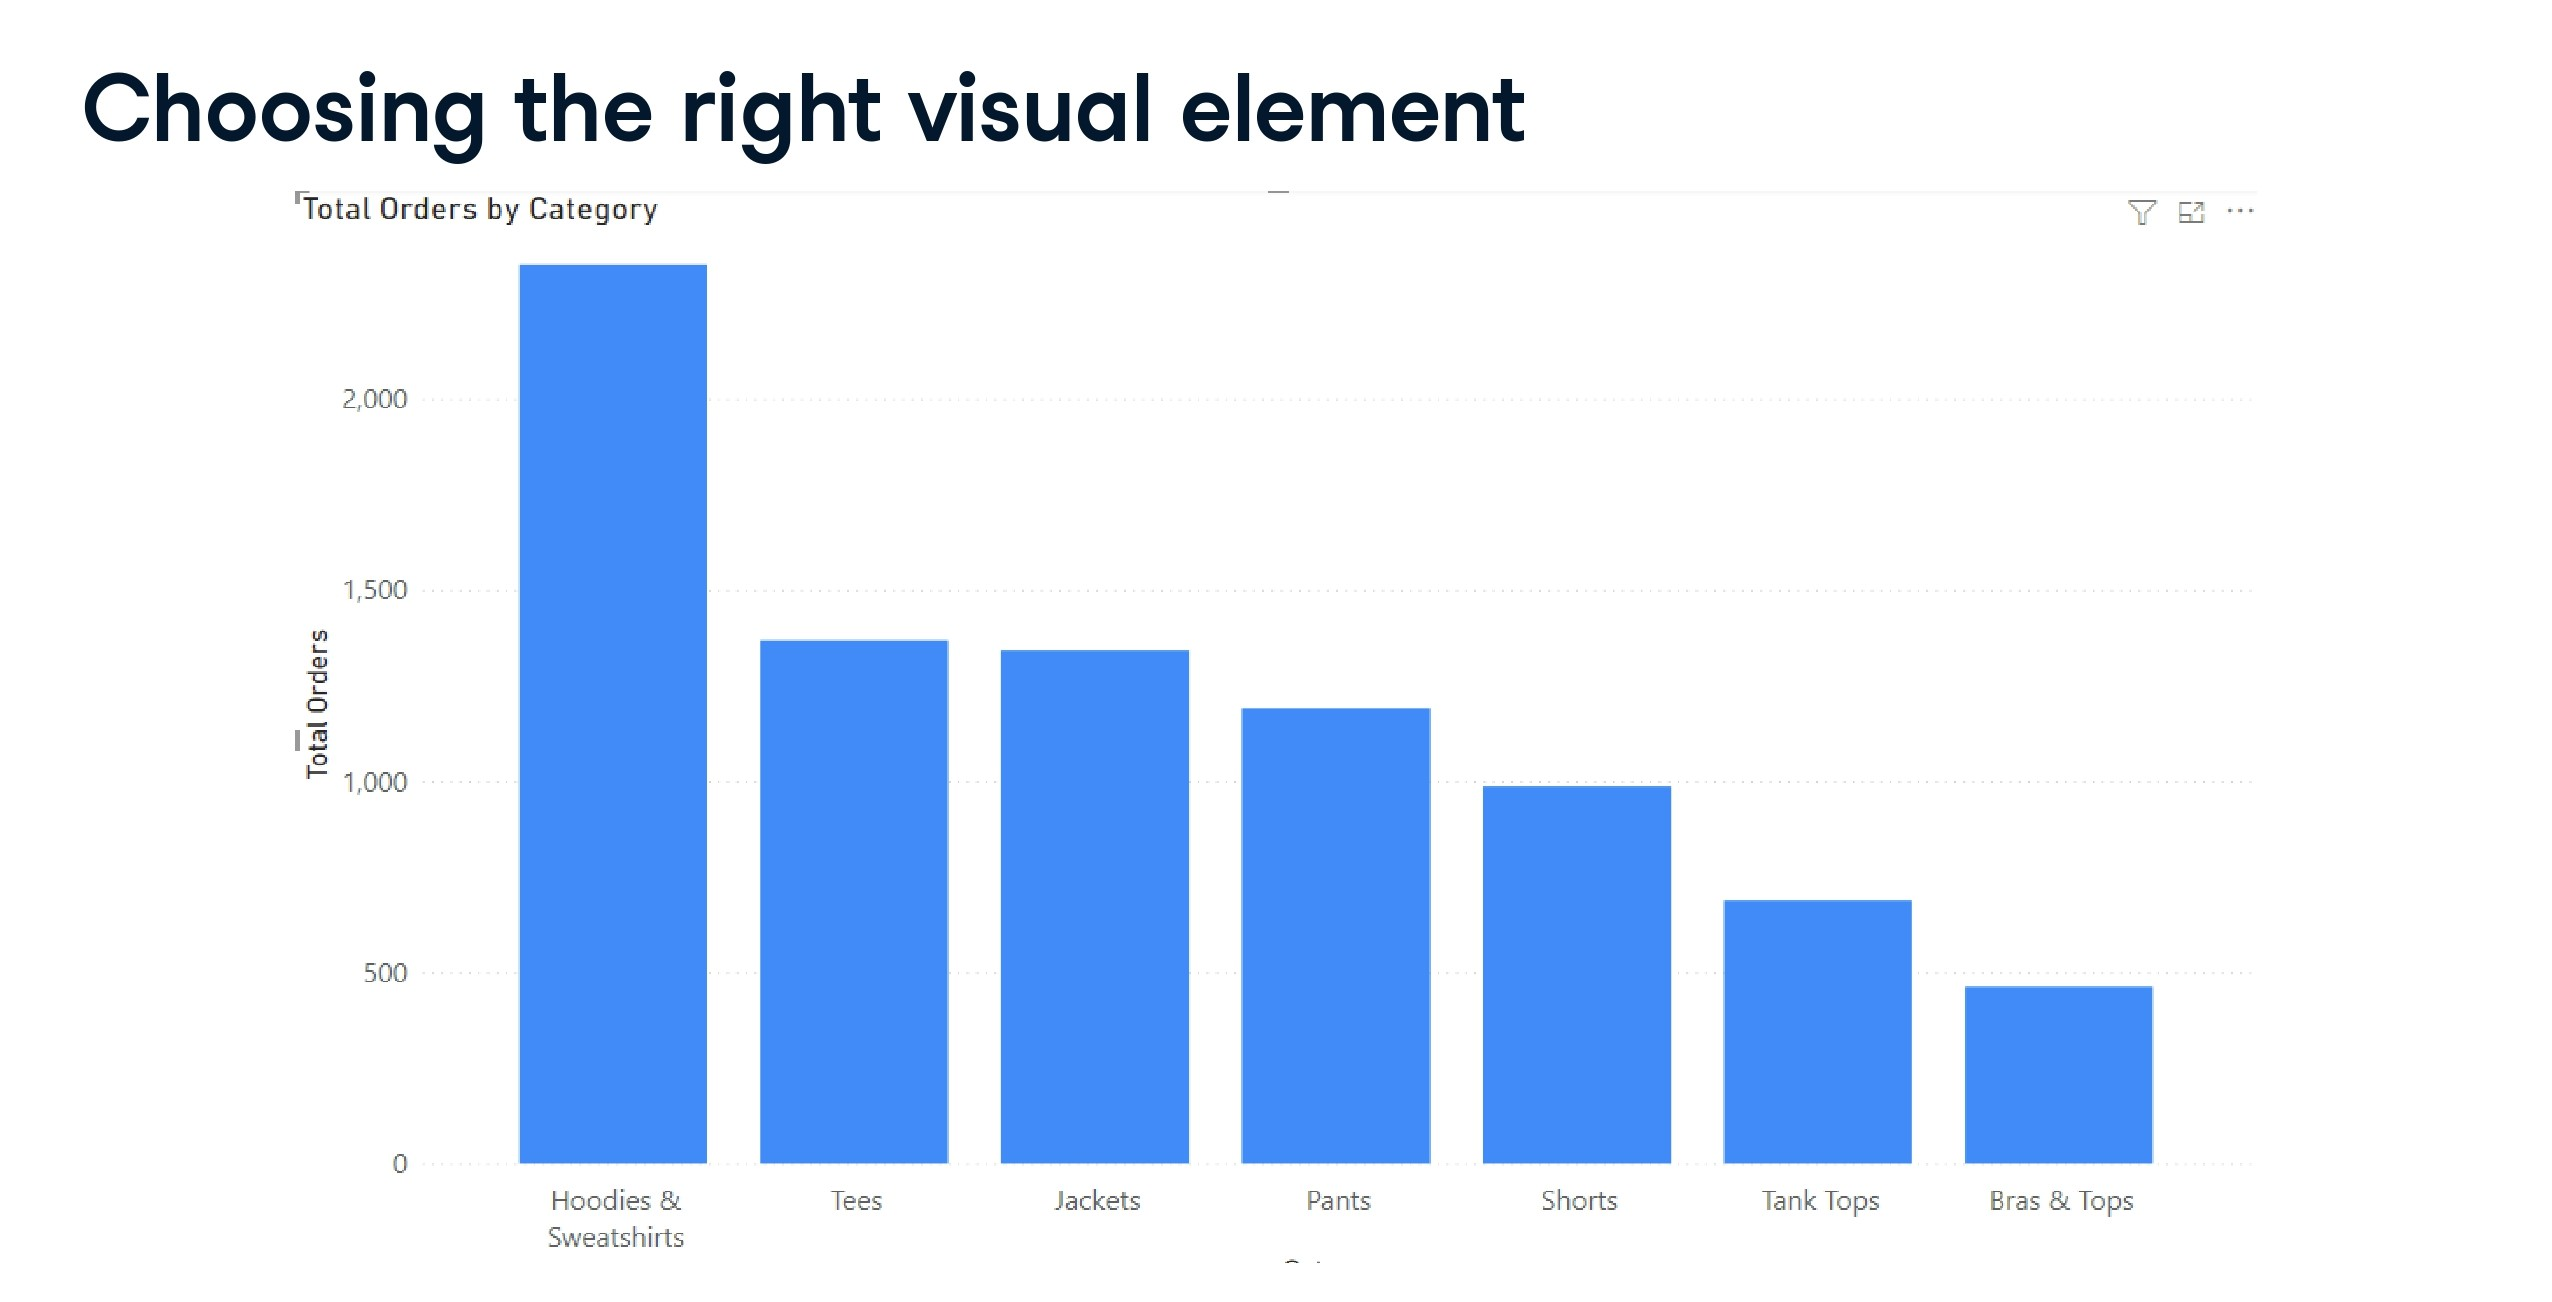 Choosing the right visual element
Total Orders by Category
2,000
1,500
1,000
500
0
Total Orders
Hoodies &
Sweatshirts
Tees
Jackets
Pants
Shorts
Tank Tops
Bras & Tops